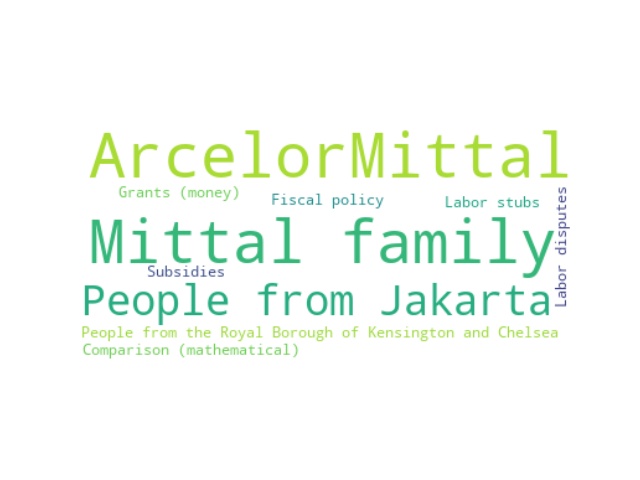 ArcelorMittal
Grants (money)
Fiscal policy
Labor stubs
Labor disputes
Mittal family
Subsidies
People from Jakarta
People from the Royal Borough of Kensington and Chelsea
Comparison (mathematical)